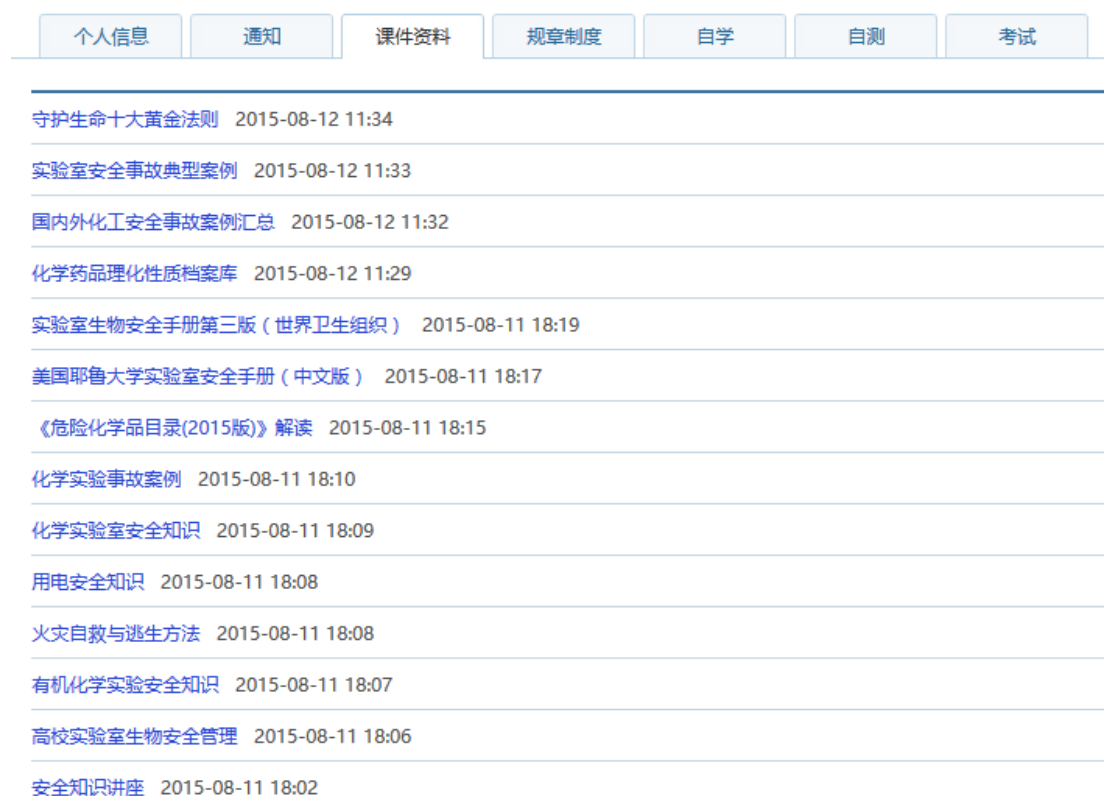 个人信息 通知 课件资料 规章制度 自学 自测 考试
守护生命十大黄金法则 2015-08-12 11:34
实验室安全事故典型案例 2015-08-12 11:33
国内外化工安全事故案例汇总 2015-08-12 11:32
化学药品理化性质档案库 2015-08-12 11:29
实验室生物安全手册第三版（世界卫生组织） 2015-08-11 18:19
美国耶鲁大学实验室安全手册（中文版） 2015-08-11 18:17
《危险化学品目录(2015版)》解读 2015-08-11 18:15
化学实验事故案例 2015-08-11 18:10
化学实验室安全知识 2015-08-11 18:09
用电安全知识 2015-08-11 18:08
火灾自救与逃生方法 2015-08-11 18:08
有机化学实验安全知识 2015-08-11 18:07
高校实验室生物安全管理 2015-08-11 18:06
安全知识讲座 2015-08-11 18:02